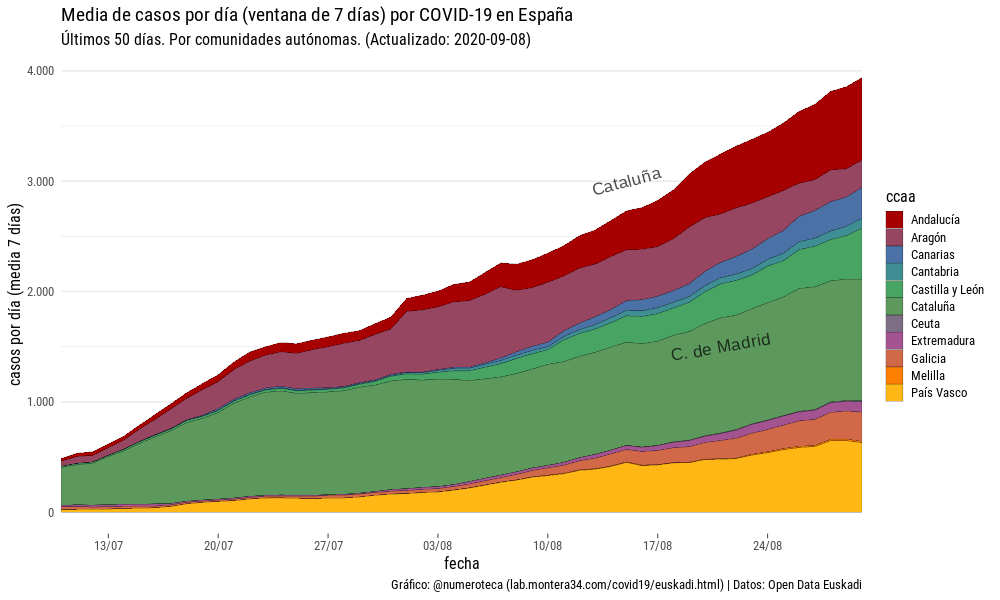 Media de casos por día (ventana de 7 días) por COVID-19 en España
Últimos 50 días. Por comunidades autónomas. (Actualizado: 2020-09-08)
4.000
3.000
2.000
1.000
0
casos por día (media 7 días)
Cataluña
C. de Madrid
13/07
20/07
27/07
03/08
10/08
17/08
24/08
fecha
ccaa
Andalucía
Aragón
Canarias
Cantabria
Castilla y León
Cataluña
Ceuta
Extremadura
Galicia
Melilla
País Vasco
Gráfico: @numeroteca (lab.montera34.com/covid19/euskadi.html) | Datos: Open Data Euskadi